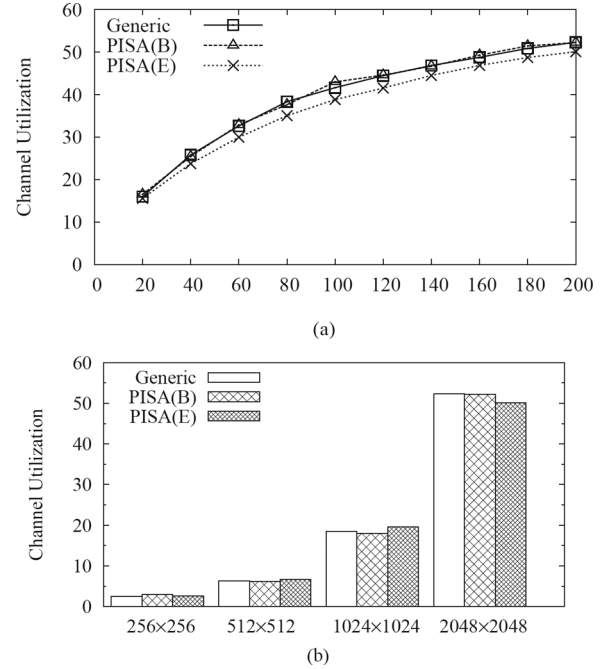 60
50
40
30
20
10
0
Channel Utilization
Generic
PISA(B)
PISA(E)
0 20 40 60 80 100 120 140 160 180 200
(a)
60
50
40
30
20
10
0
Channel Utilization
Generic
PISA(B)
PISA(E)
256×256 512×512 1024×1024 2048×2048
(b)